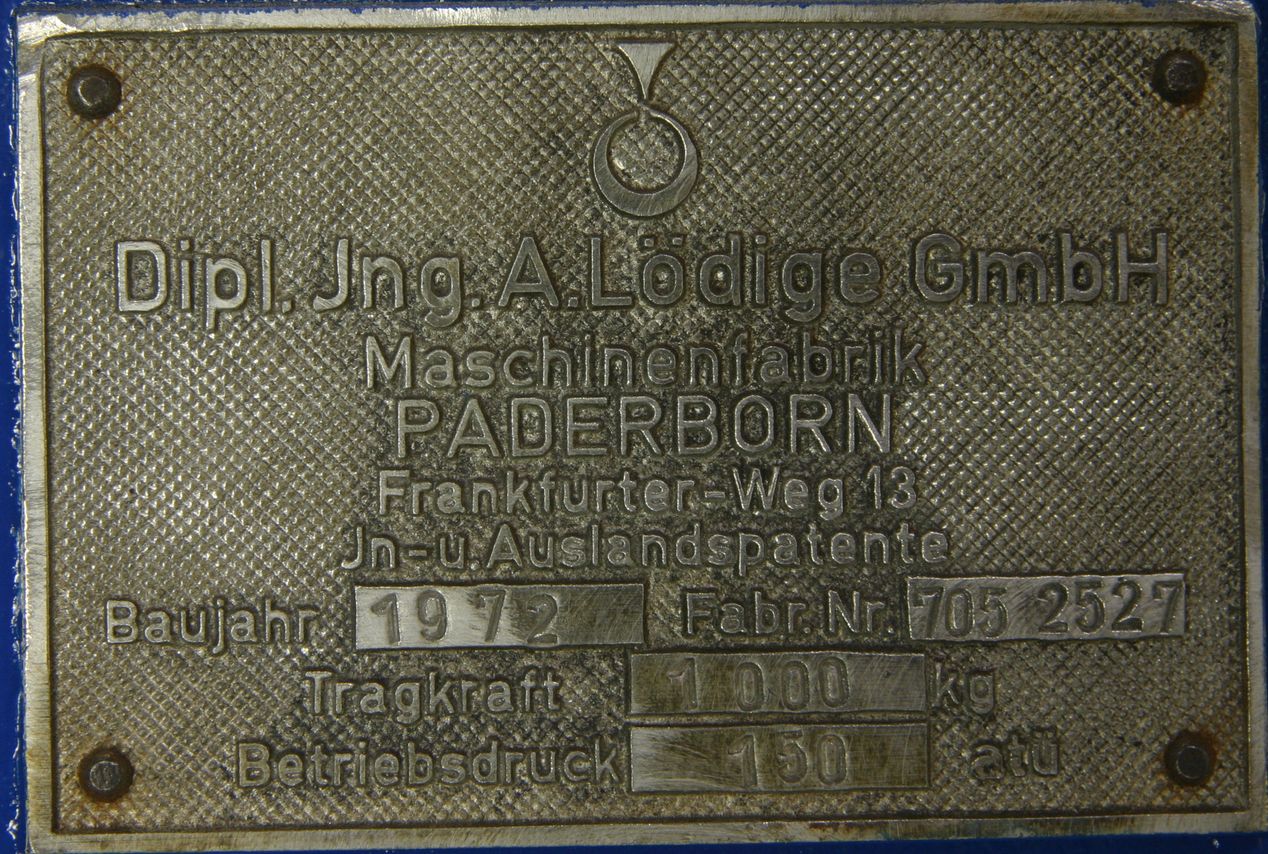 Dipl. Jng. A. Lödige GmbH
Maschinenfabrik
PADERBORN
Frankfurter-Weg 13
Jn-u. Auslandspatente
Baujahr 1972 Fabr. Nr. 705 2527
Tragkraft 1000 kg
Betriebsdruck 150 atü